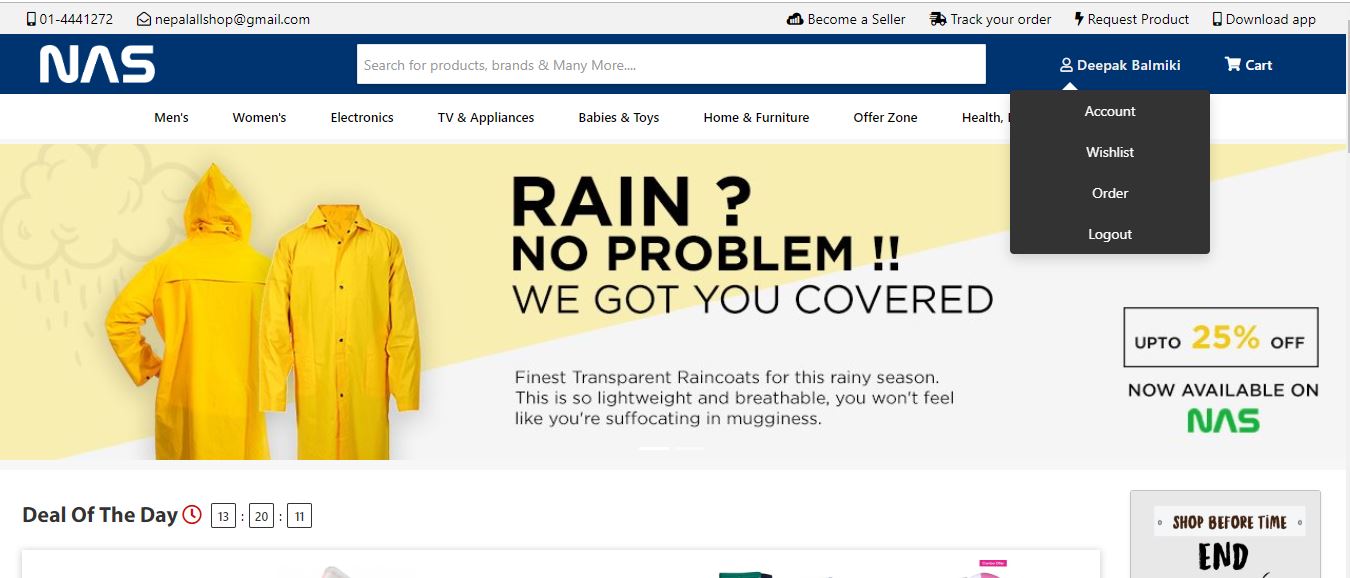 01-4441272 nepalallshop@gmail.com Become a Seller Track your order Request Product Download app
NAS Search for products, brands & Many More.... Deepak Balmiki Cart
Men's Women's Electronics TV & Appliances Babies & Toys Home & Furniture Offer Zone Health,
Account
Wishlist
Order
Logout
RAIN ?
NO PROBLEM !!
WE GOT YOU COVERED
Finest Transparent Raincoats for this rainy season.
This is so lightweight and breathable, you won't feel
like you're suffocating in mugginess.
UPTO 25% OFF
NOW AVAILABLE ON
NAS
Deal Of The Day 13 : 20 : 11
SHOP BEFORE TIME
END